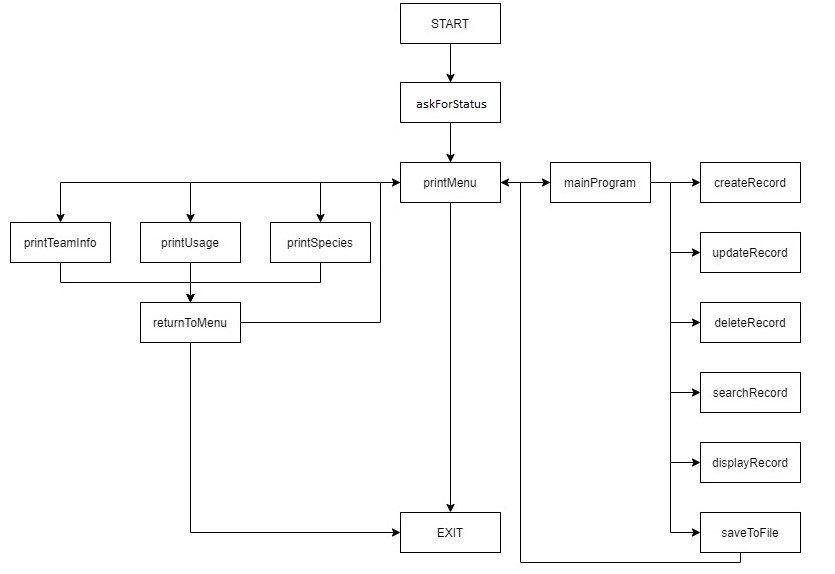 START
askForStatus
printMenu
mainProgram
createRecord
printTeamInfo
printUsage
printSpecies
updateRecord
returnToMenu
deleteRecord
searchRecord
displayRecord
EXIT
saveToFile